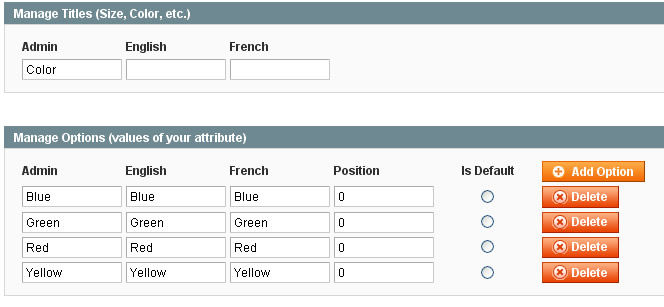 Manage Titles (Size, Color, etc.)
Admin English French
Color
Manage Options (values of your attribute)
Admin English French Position Is Default Add Option
Blue Blue Blue 0 Delete
Green Green Green 0 Delete
Red Red Red 0 Delete
Yellow Yellow Yellow 0 Delete